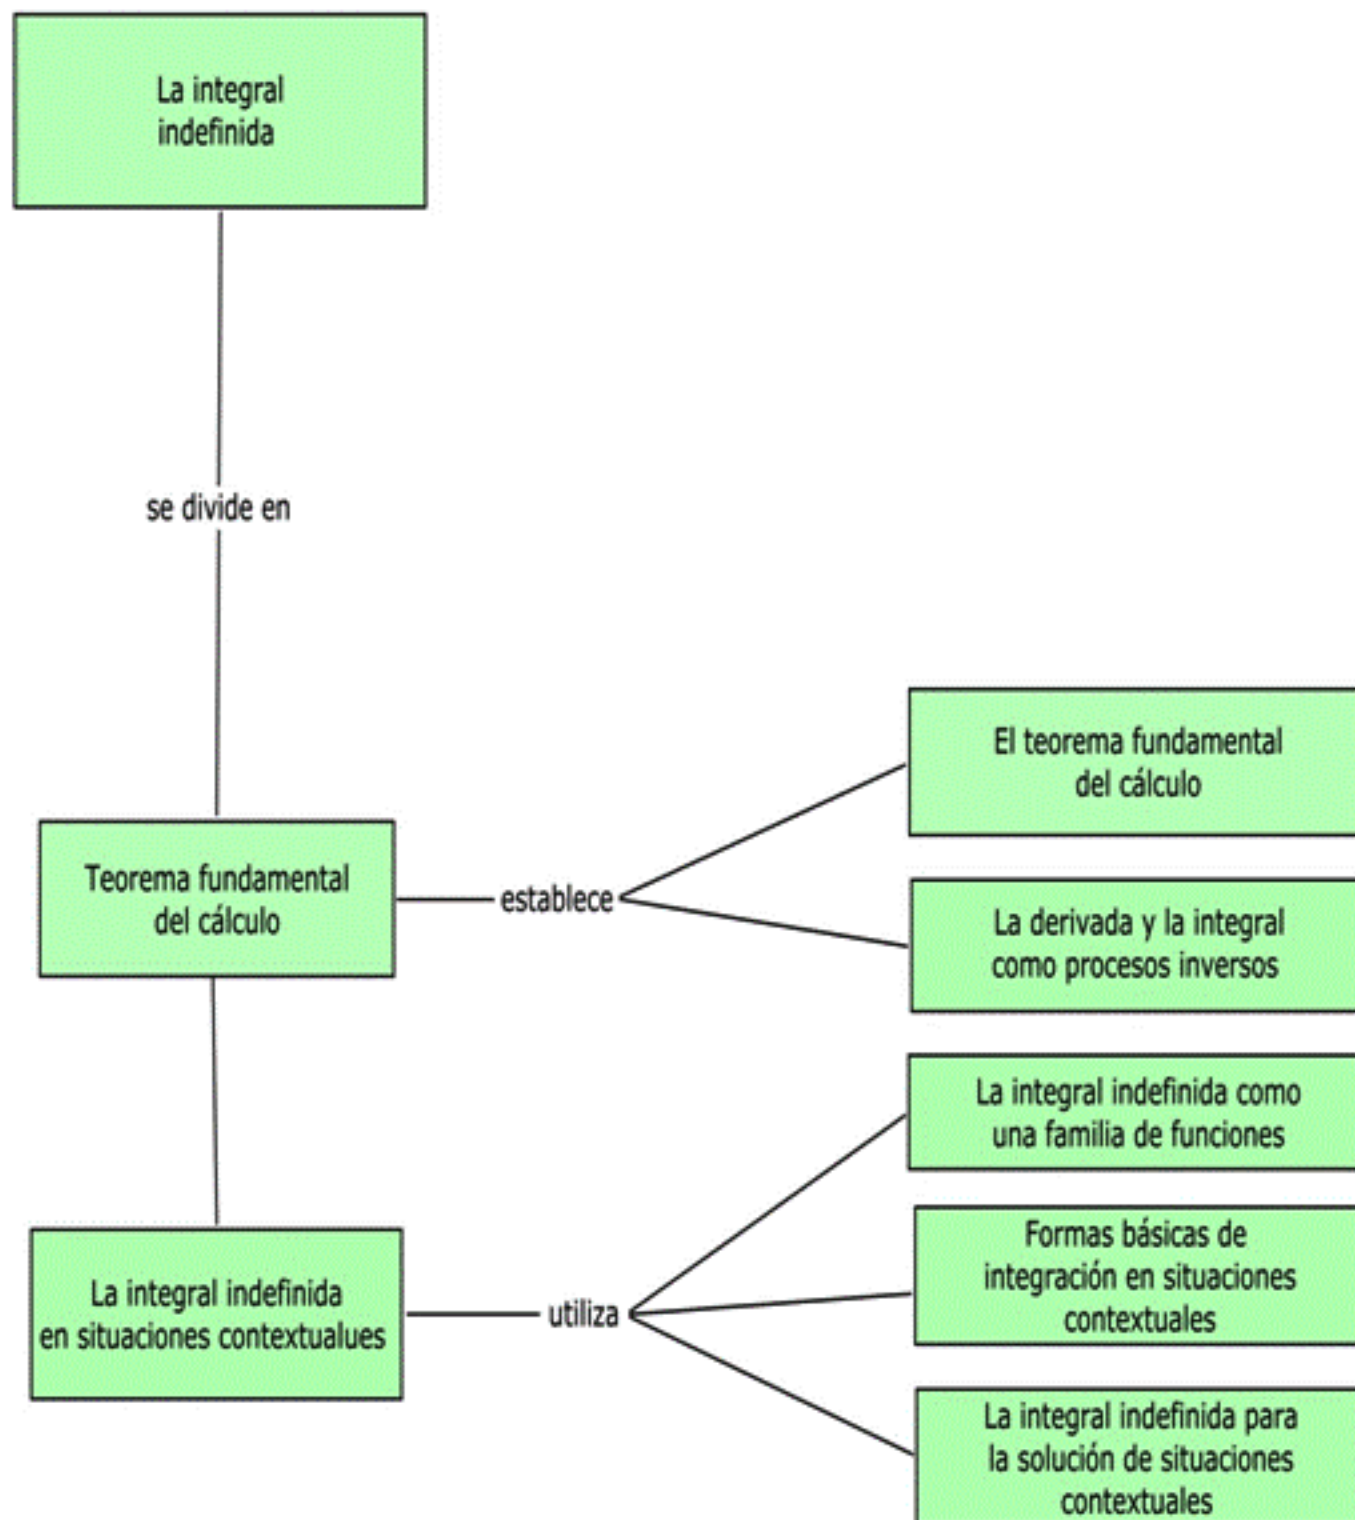 La integral
indefinida
se divide en
Teorema fundamental
del cálculo
establece
El teorema fundamental
del cálculo
La derivada y la integral
como procesos inversos
La integral indefinida
en situaciones contextualues
utiliza
La integral indefinida como
una familia de funciones
Formas básicas de
integración en situaciones
contextuales
La integral indefinida para
la solución de situaciones
contextuales